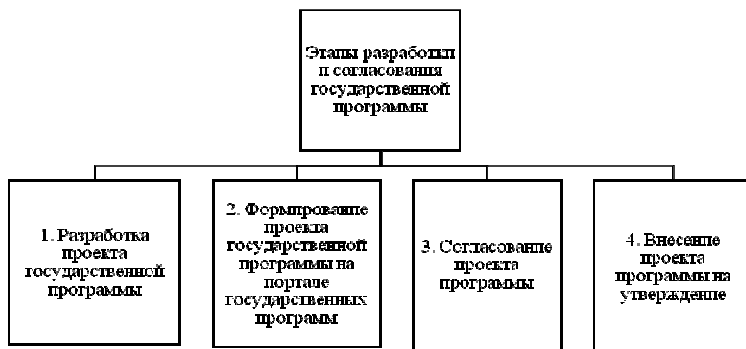 Этапы разработки
и согласования
государственной
программы
1. Разработка
проекта
государственной
программы
2. Формирование
проекта
государственной
программы на
портале
государственных
программ
3. Согласование
проекта
программы
4. Внесение
проекта
программы на
утверждение